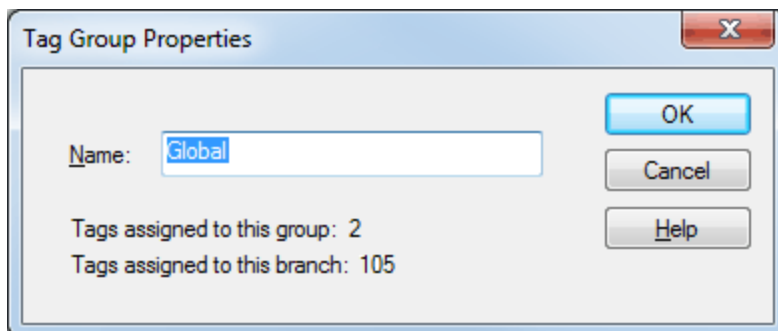 Tag Group Properties
OK
Name: Global
Cancel
Help
Tags assigned to this group: 2
Tags assigned to this branch: 105